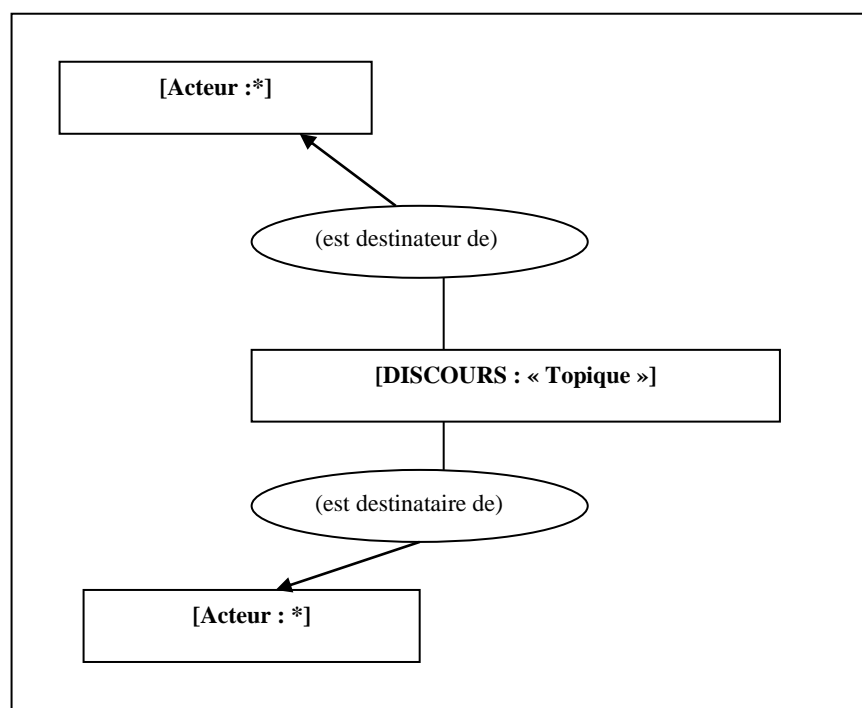 [Acteur :*]
(est destinateur de)
[DISCOURS : « Topique »]
(est destinataire de)
[Acteur : *]